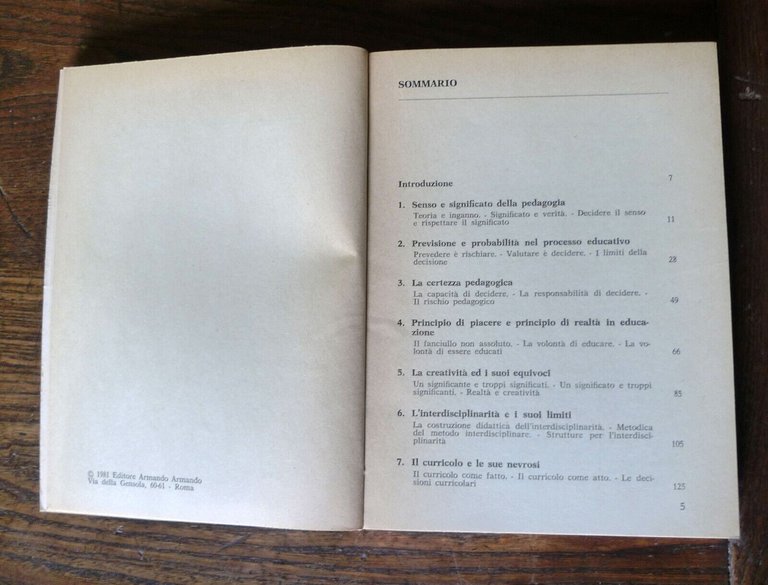 © 1981 Editore Armando Armando
Via della Gensola, 60-61 - Roma
SOMMARIO
Introduzione 7
1. Senso e significato della pedagogia
Teoria e inganno. - Significato e verità. - Decidere il senso
e rispettare il significato 11
2. Previsione e probabilità nel processo educativo
Prevedere è rischiare. - Valutare è decidere. - I limiti della
decisione 28
3. La certezza pedagogica
La capacità di decidere. - La responsabilità di decidere. -
Il rischio pedagogico 49
4. Principio di piacere e principio di realtà in educa-
zione
Il fanciullo non assoluto. - La volontà di educare. - La vo-
lontà di essere educati 66
5. La creatività ed i suoi equivoci
Un significante e troppi significati. - Un significato e troppi
significanti. - Realtà e creatività 85
6. L'interdisciplinarità e i suoi limiti
La costruzione didattica dell'interdisciplinarità. - Metodica
del metodo interdisciplinare. - Strutture per l'interdisci-
plinarità 105
7. Il curricolo e le sue nevrosi
Il curricolo come fatto. - Il curricolo come atto. - Le deci-
sioni curricolari 125
5